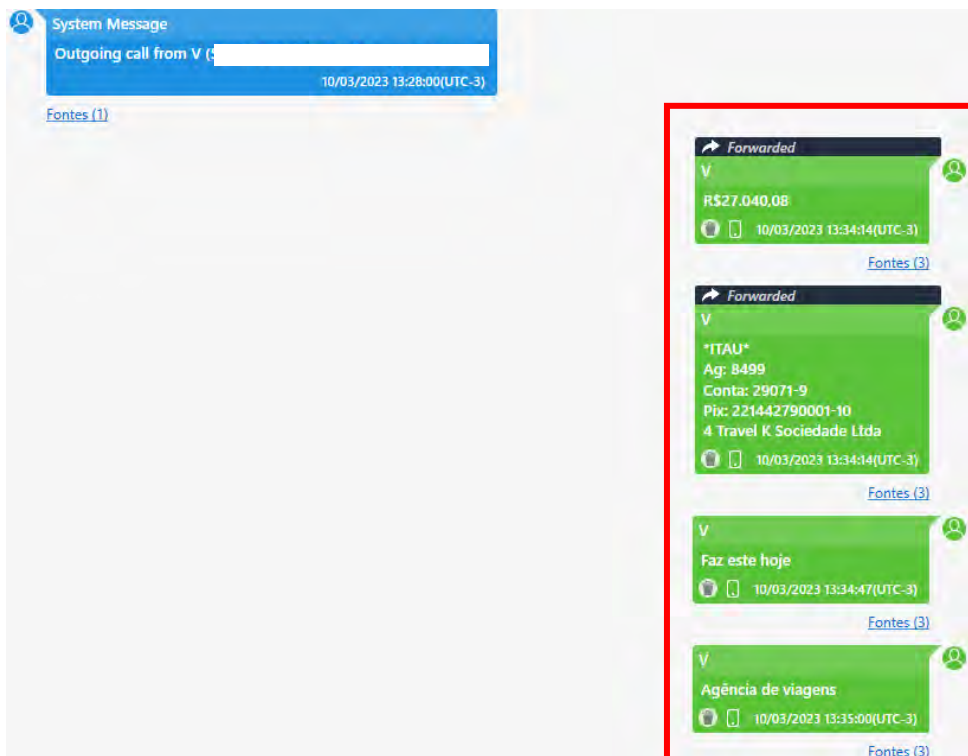 System Message
Outgoing call from V (
10/03/2023 13:28:00(UTC-3)
Fontes (1)
Forwarded
V
R$27.040,08
10/03/2023 13:34:14(UTC-3)
Fontes (3)
Forwarded
V
*ITAU*
Ag: 8499
Conta: 29071-9
Pix: 221442790001-10
4 Travel K Sociedade Ltda
10/03/2023 13:34:14(UTC-3)
Fontes (3)
V
Faz este hoje
10/03/2023 13:34:47(UTC-3)
Fontes (3)
V
Agência de viagens
10/03/2023 13:35:00(UTC-3)
Fontes (3)